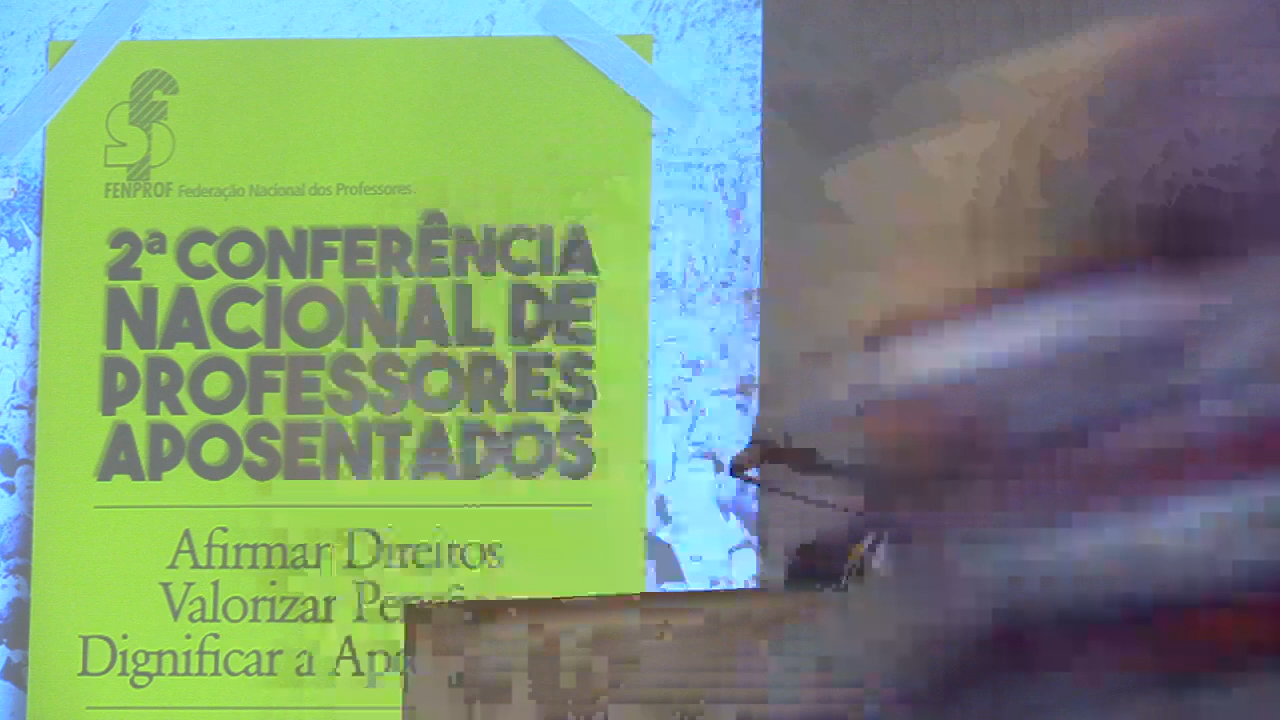 FENPROF Federação Nacional dos Professores
2ª CONFERÊNCIA
NACIONAL DE
PROFESSORES
APOSENTADOS
Afirmar Direitos
Valorizar
Dignificar a